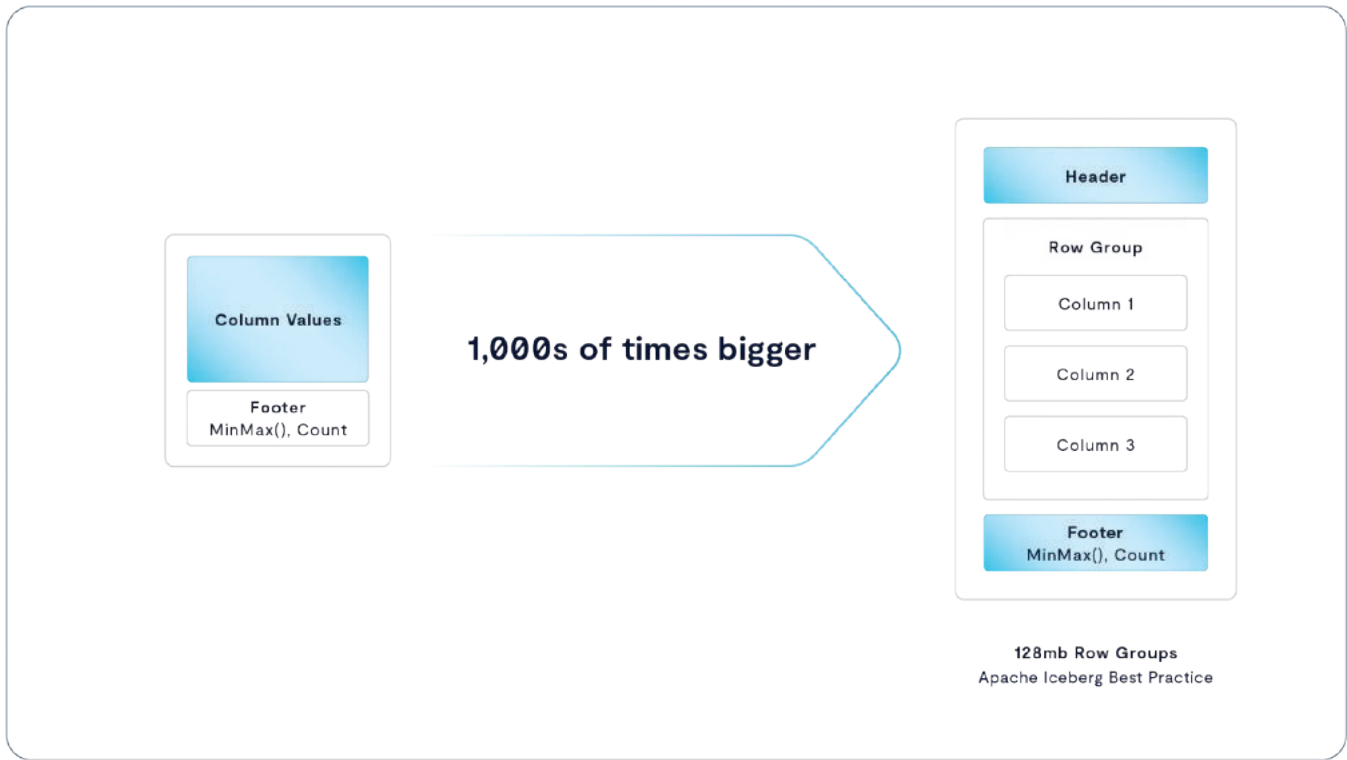 Column Values
Footer
MinMax(), Count
1,000s of times bigger
Header
Row Group
Column 1
Column 2
Column 3
Footer
MinMax(), Count
128mb Row Groups
Apache Iceberg Best Practice